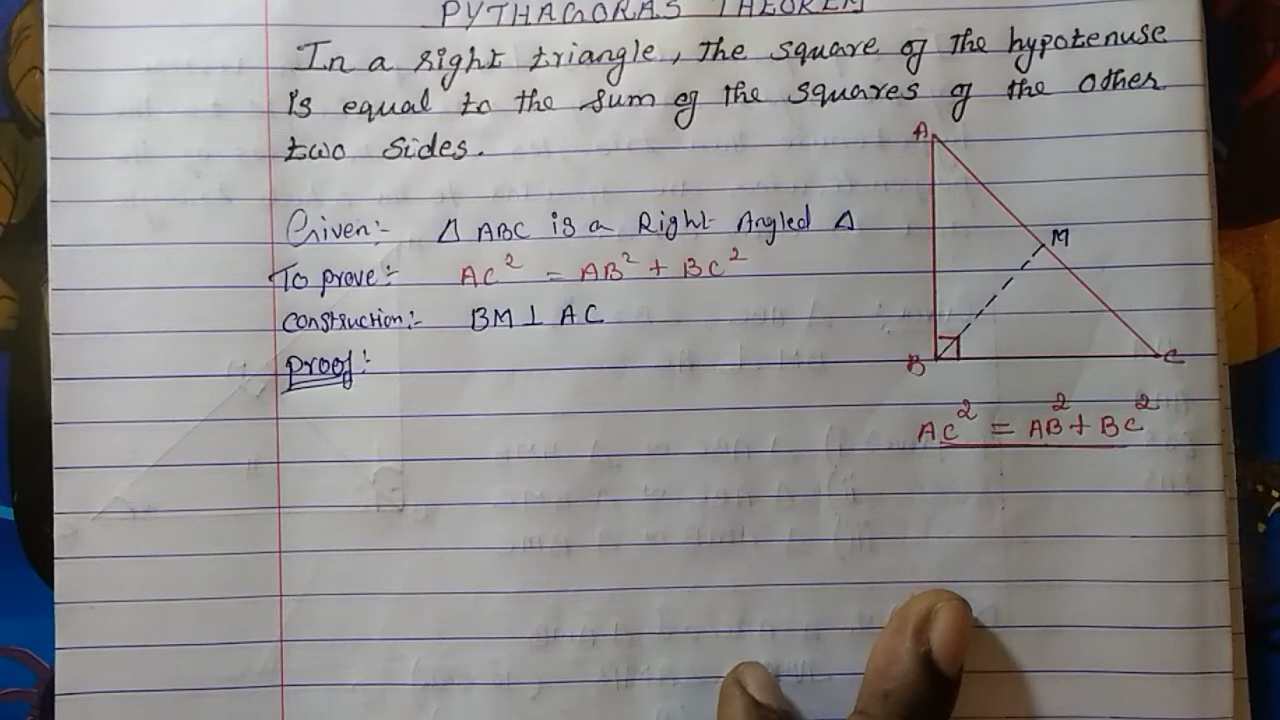 PYTHAGORAS THEOREM
In a right triangle, the square of the hypotenuse
is equal to the sum of the squares of the other
two sides.
Given:- Δ ABC is a Right Angled Δ
To prove:- AC² = AB² + BC²
construction:- BM ⊥ AC
Proof:-
A
M
B
C
AC² = AB² + BC²